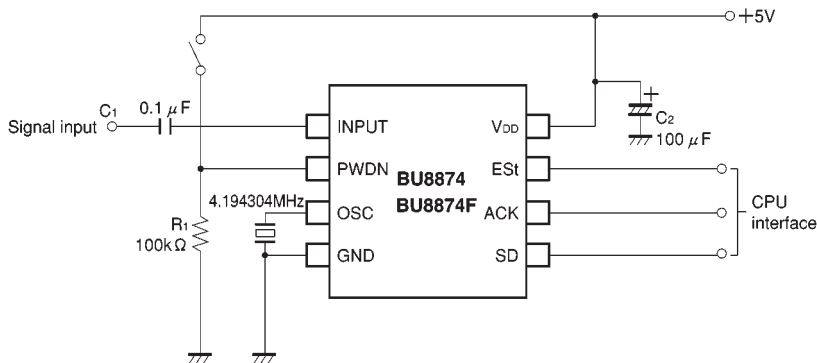 +5V
C1
0.1 μF
Signal input
INPUT
VDD
+
C2
100 μF
PWDN
BU8874
ESt
4.194304MHz
BU8874F
OSC
ACK
CPU
interface
R1
100kΩ
GND
SD